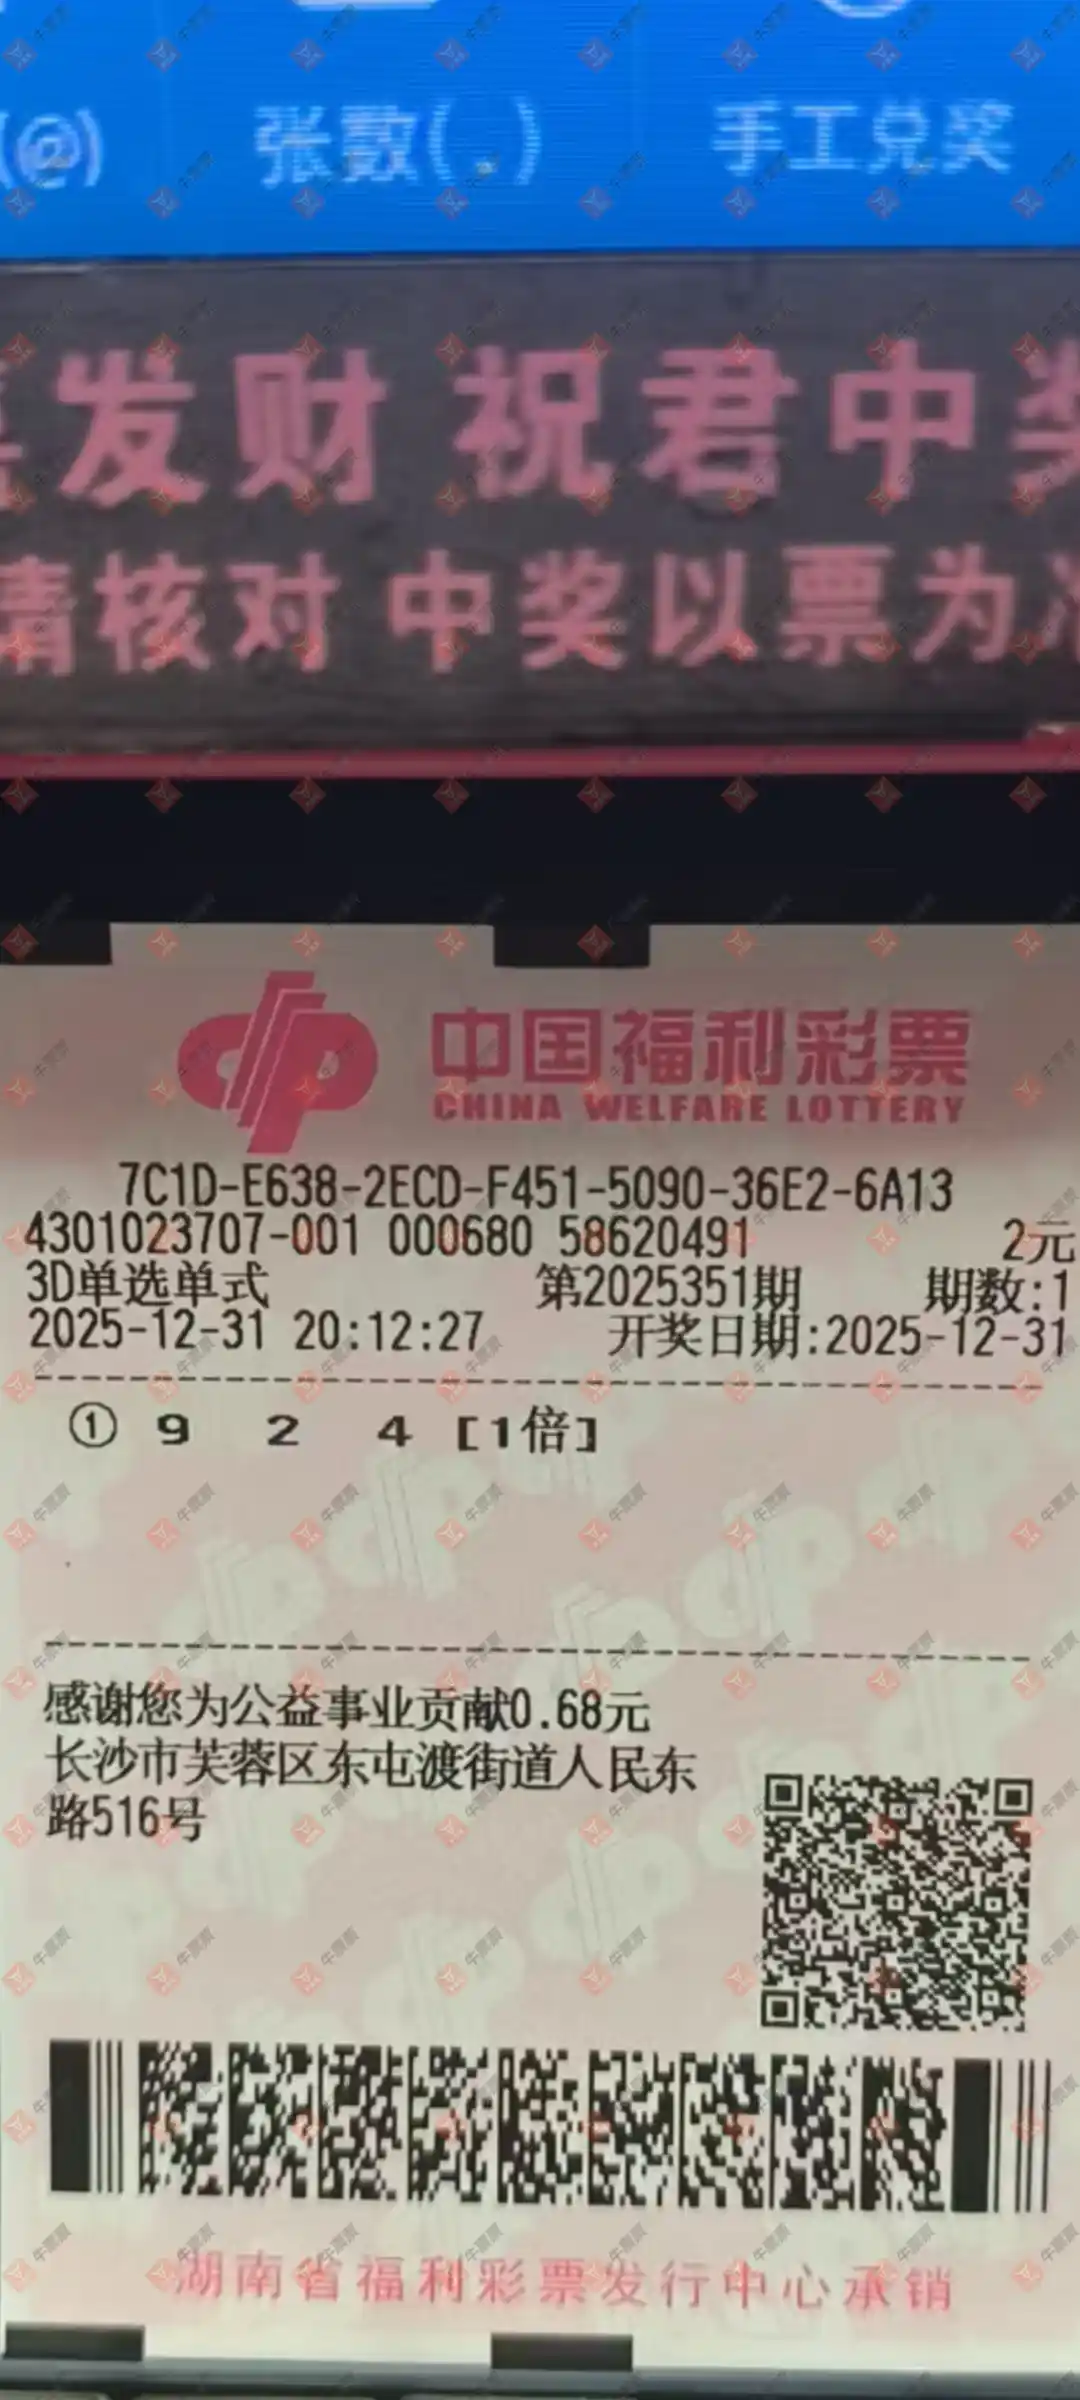 (@) 张数(.) 手工兑奖
喜发财 祝君中奖
请核对 中奖以票为准
中国福利彩票
CHINA WELFARE LOTTERY
7C1D-E638-2ECD-F451-5090-36E2-6A13
4301023707-001 000680 58620491 2元
3D单选单式 第2025351期 期数:1
2025-12-31 20:12:27 开奖日期:2025-12-31
① 9 2 4 [1倍]
感谢您为公益事业贡献0.68元
长沙市芙蓉区东屯渡街道人民东
路516号
湖南省福利彩票发行中心承销
牛票票